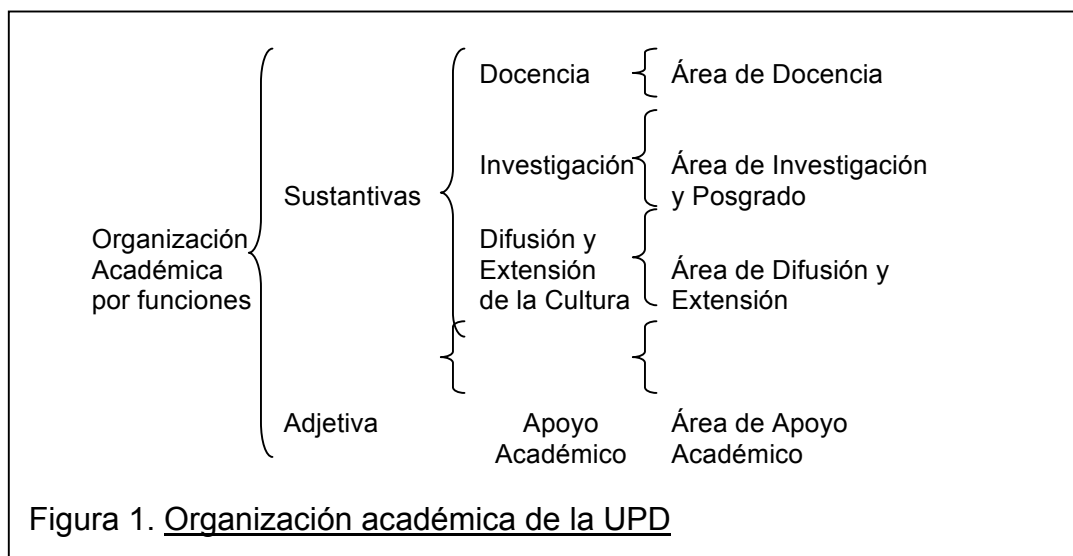 Docencia
Área de Docencia
Investigación
Área de Investigación
y Posgrado
Sustantivas
Organización
Académica
por funciones
Difusión y
Extensión
de la Cultura
Área de Difusión y
Extensión
Adjetiva
Apoyo
Académico
Área de Apoyo
Académico
Figura 1. Organización académica de la UPD